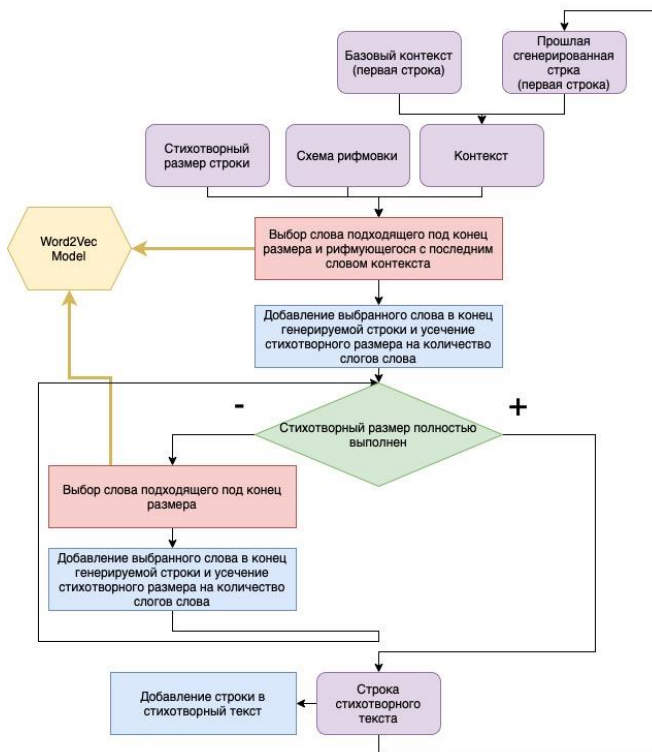 Базовый контекст
(первая строка)
Прошлая
сгенерированная
стрка
(первая строка)
Стихотворный
размер строки
Схема рифмовки
Контекст
Word2Vec
Model
Выбор слова подходящего под конец
размера и рифмующегося с последним
словом контекста
Добавление выбранного слова в конец
генерируемой строки и усечение
стихотворного размера на количество
слогов слова
-
+
Стихотворный размер полностью
выполнен
Выбор слова подходящего под конец
размера
Добавление выбранного слова в конец
генерируемой строки и усечение
стихотворного размера на количество
слогов слова
Добавление строки в
стихотворный текст
Строка
стихотворного
текста